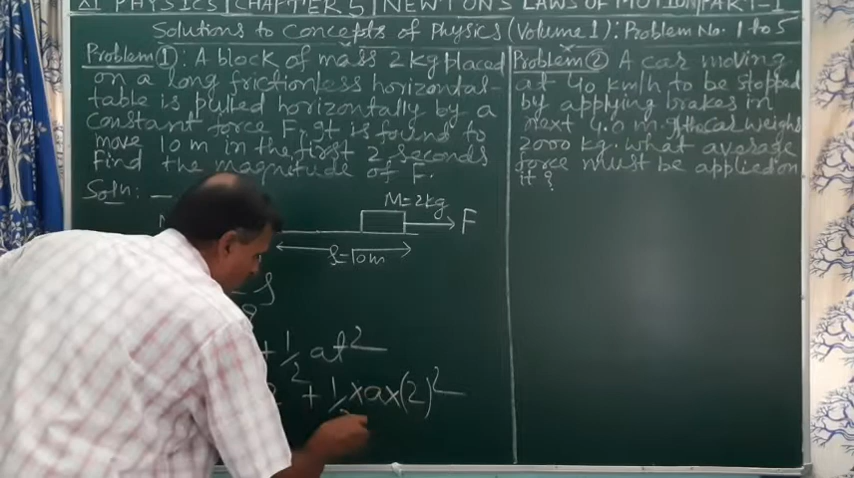 XI PHYSICS | CHAPTER 5 | NEWTON'S LAWS OF MOTION | PART-1
Solutions to Concepts of Physics (Volume 1): Problem No. 1 to 5
Problem ①: A block of mass 2 kg placed
on a long frictionless horizontal-
table is pulled horizontally by a
constant force F. It is found to
move 10 m in the first 2 seconds
Find the magnitude of F.
Soln: —
M=2kg
F
S=10m
S
+ 1/2 at²
+ 1/2 x a x (2)²
Problem ② A car moving
at 40 km/h to be stopped
by applying brakes in
next 4.0 m. If the car weighs
2000 kg. what average
force must be applied on
it?